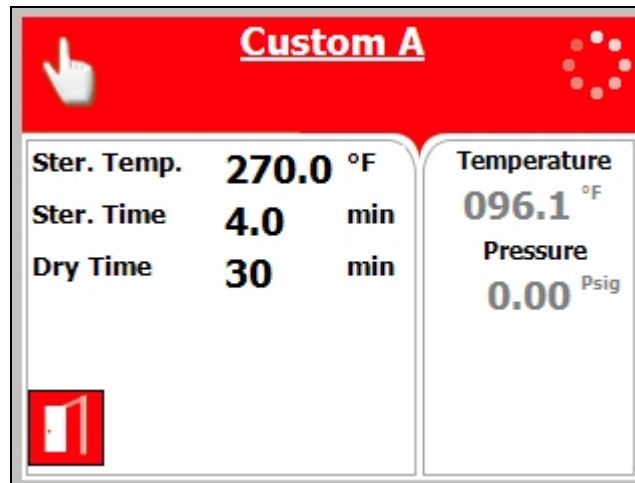 Custom A
Ster. Temp. 270.0 °F
Ster. Time 4.0 min
Dry Time 30 min
Temperature
096.1 °F
Pressure
0.00 Psig